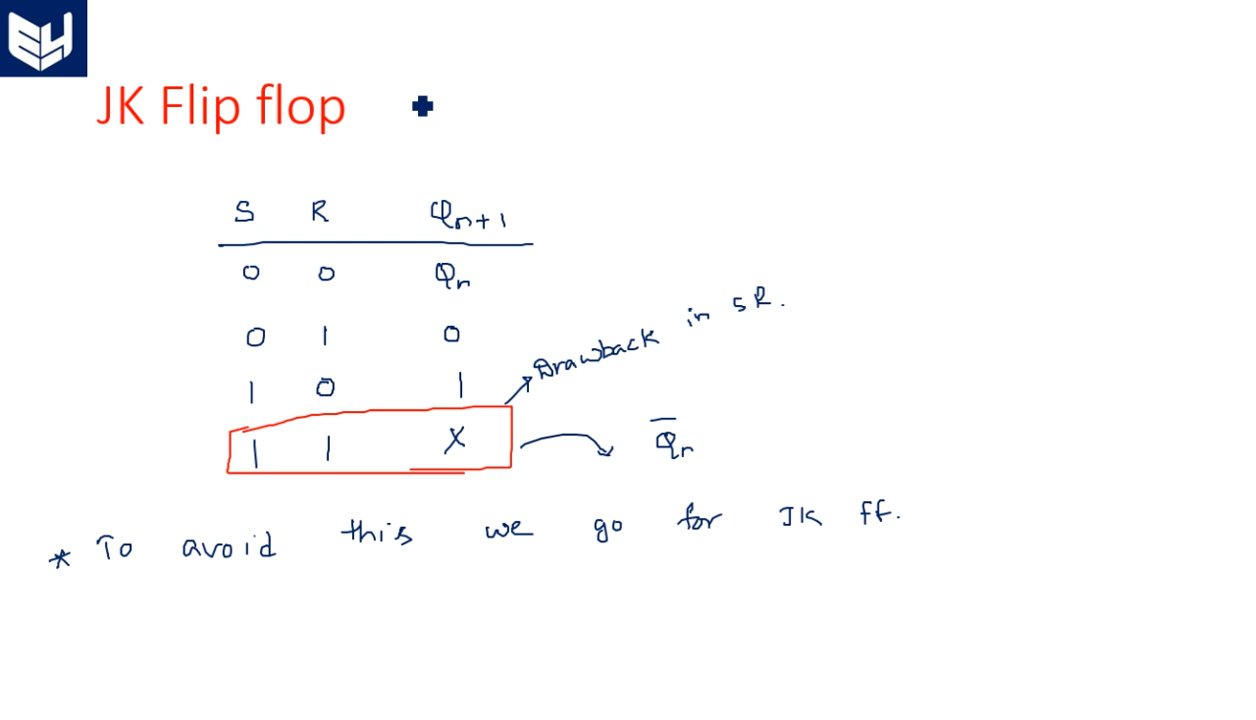 E4
JK Flip flop
S R Qn+1
0 0 Qn
0 1 0
1 0 1
1 1 X
Drawback in SR.
Q̅n
* To avoid this we go for JK ff.